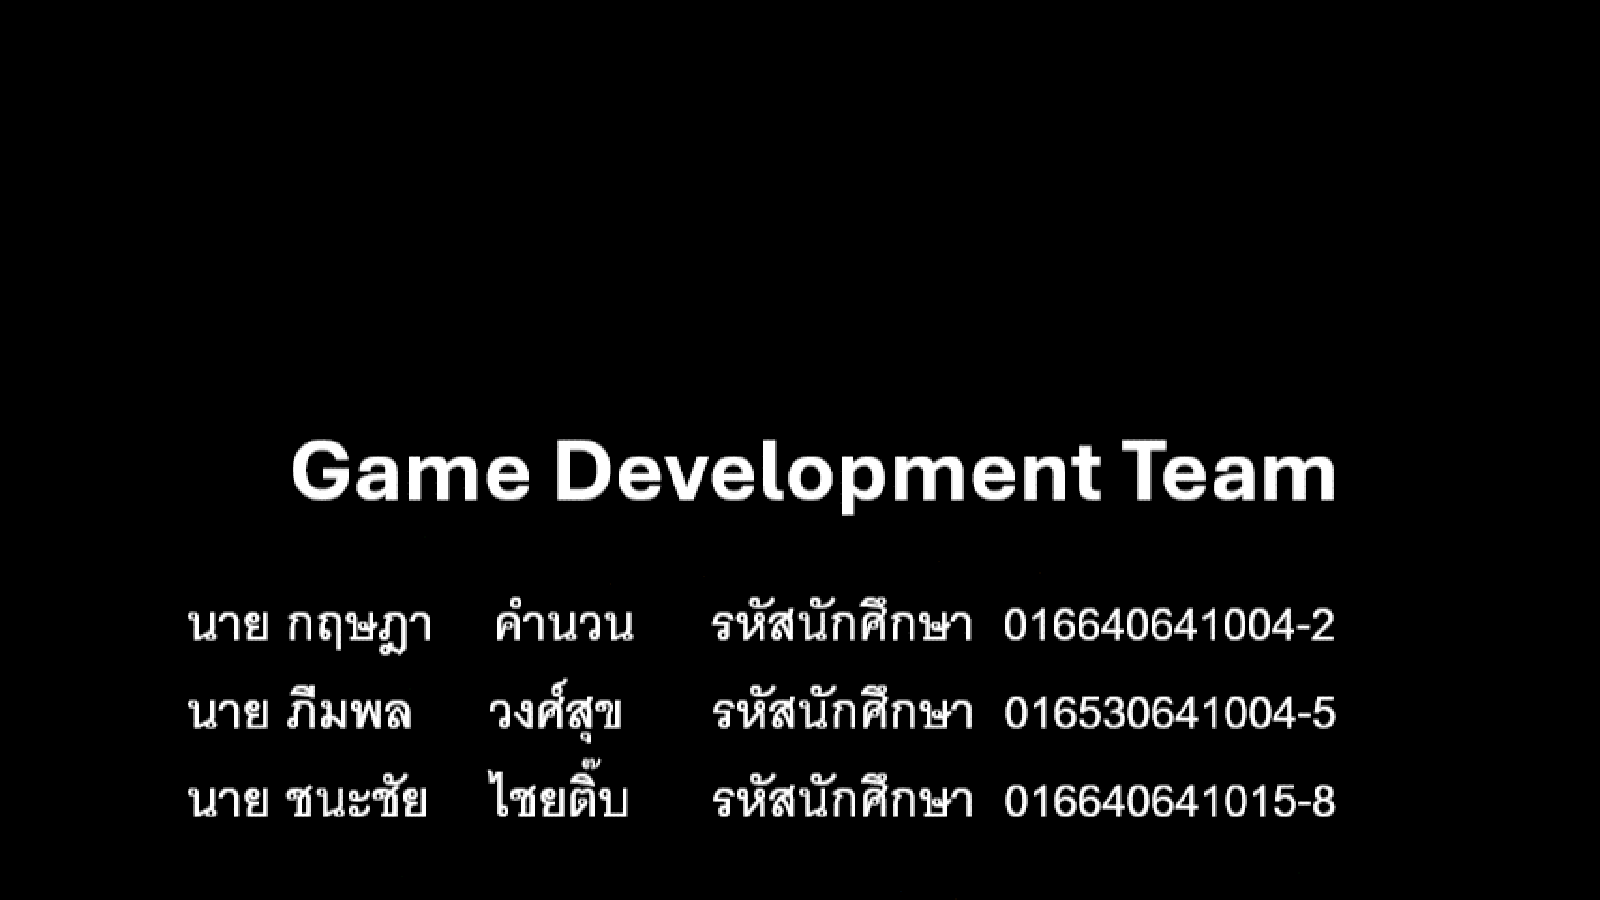 Game Development Team
นาย กฤษฎา คำนวน รหัสนักศึกษา 016640641004-2
นาย ภีมพล วงศ์สุข รหัสนักศึกษา 016530641004-5
นาย ชนะชัย ไชยติ๊บ รหัสนักศึกษา 016640641015-8